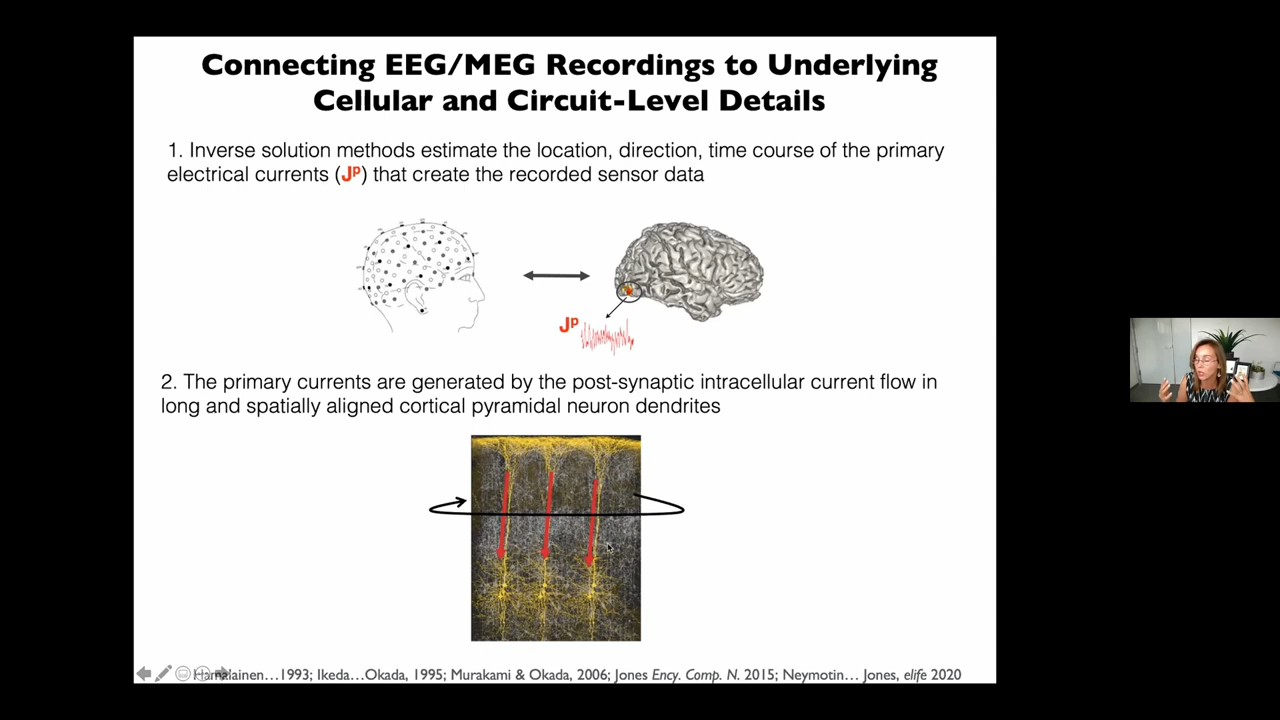 Connecting EEG/MEG Recordings to Underlying
Cellular and Circuit-Level Details
1. Inverse solution methods estimate the location, direction, time course of the primary
electrical currents (Jᵖ) that create the recorded sensor data
Jᵖ
2. The primary currents are generated by the post-synaptic intracellular current flow in
long and spatially aligned cortical pyramidal neuron dendrites
Hamalainen…1993; Ikeda…Okada, 1995; Murakami & Okada, 2006; Jones Ency. Comp. N. 2015; Neymotin… Jones, elife 2020